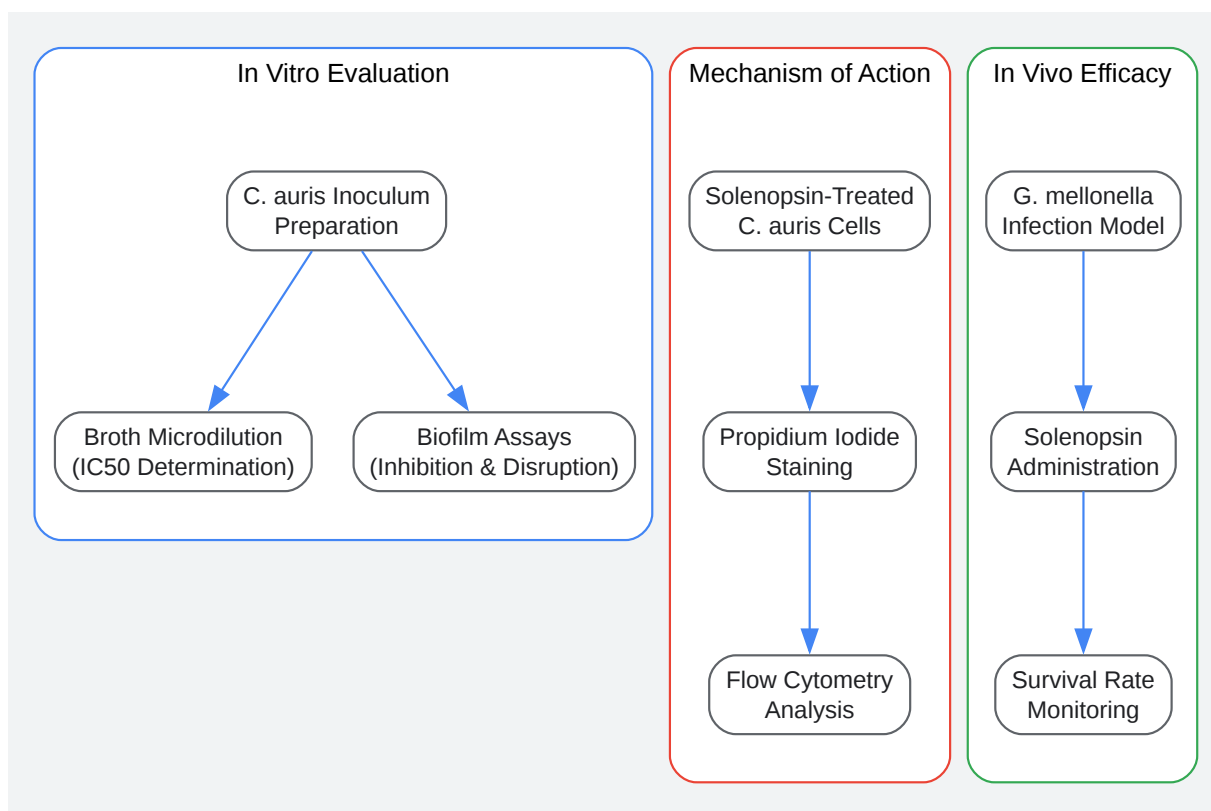 In Vitro Evaluation
C. auris Inoculum
Preparation
Broth Microdilution
(IC50 Determination)
Biofilm Assays
(Inhibition & Disruption)
Mechanism of Action
Solenopsin-Treated
C. auris Cells
Propidium Iodide
Staining
Flow Cytometry
Analysis
In Vivo Efficacy
G. mellonella
Infection Model
Solenopsin
Administration
Survival Rate
Monitoring